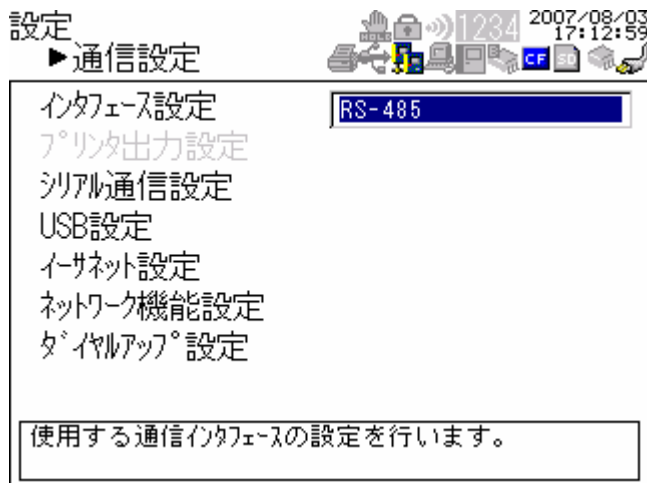 設定
▶通信設定
HOLD
1234
2007/08/03
17:12:59
CF
SD
インタフェース設定
RS-485
プリンタ出力設定
シリアル通信設定
USB設定
イーサネット設定
ネットワーク機能設定
ダイヤルアップ設定
使用する通信インタフェースの設定を行います。